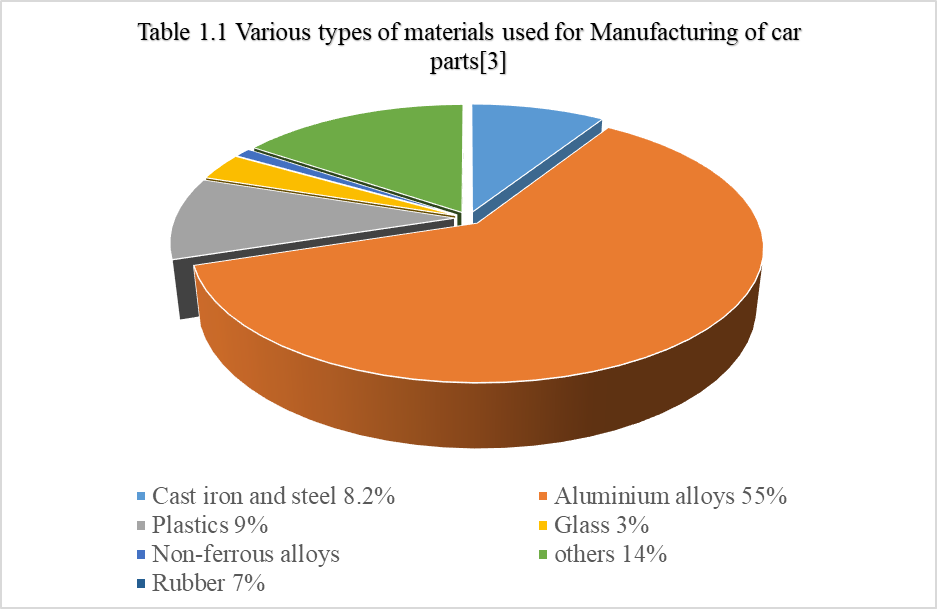 Table 1.1 Various types of materials used for Manufacturing of car
parts[3]
Cast iron and steel 8.2%
Aluminium alloys 55%
Plastics 9%
Glass 3%
Non-ferrous alloys
others 14%
Rubber 7%